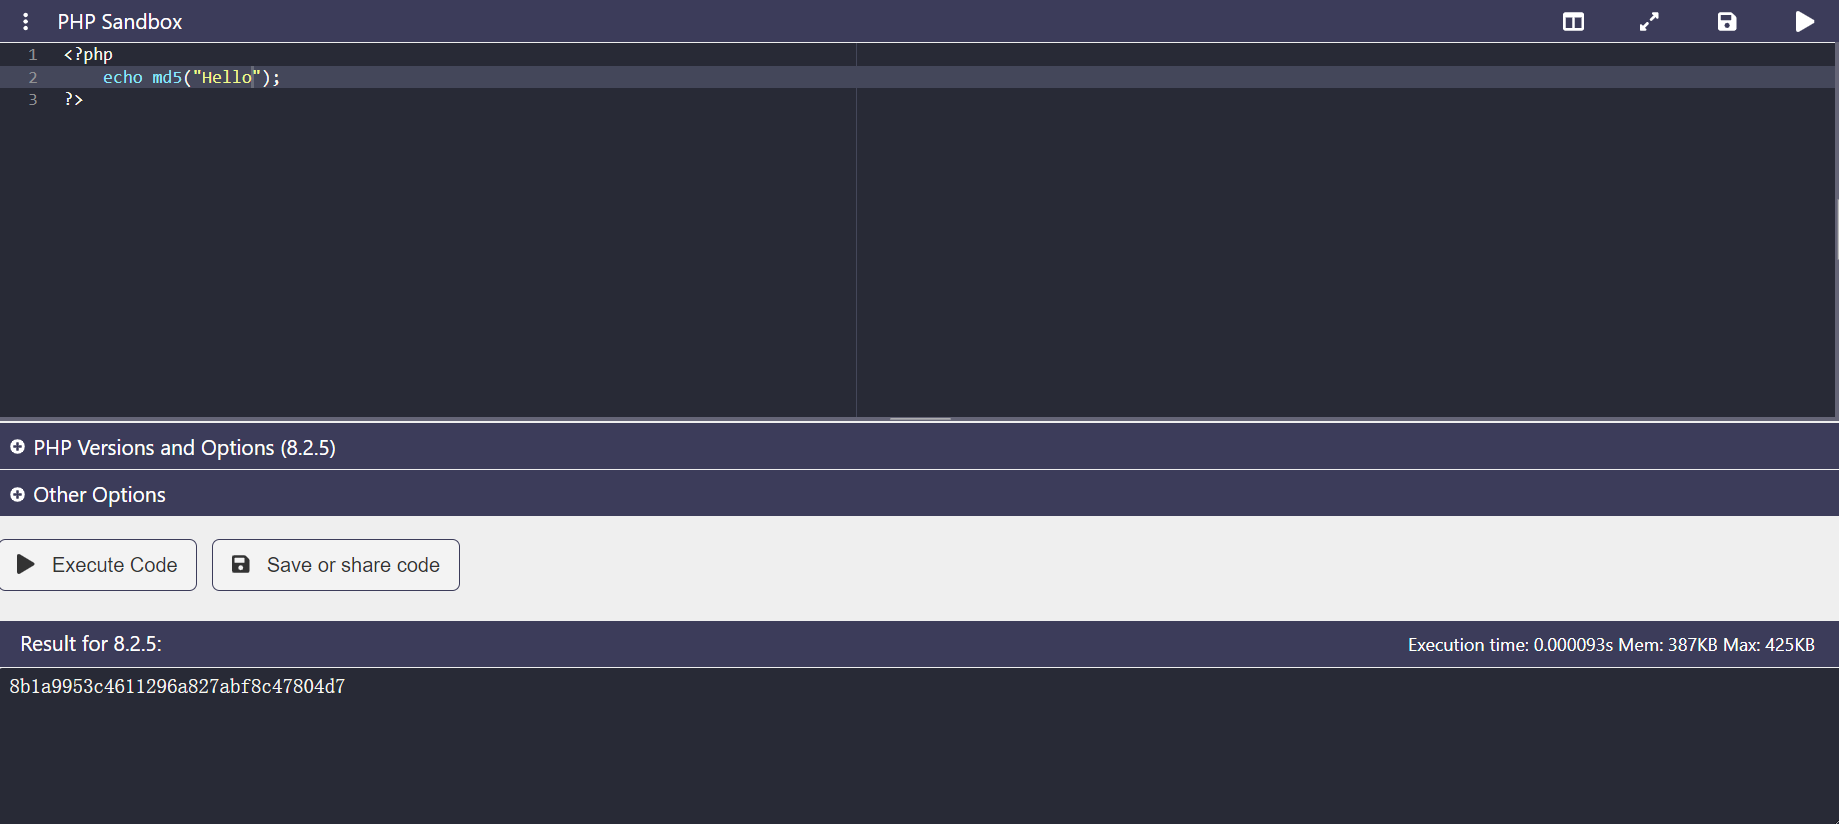 PHP Sandbox
1 <?php
2 echo md5("Hello");
3 ?>
PHP Versions and Options (8.2.5)
Other Options
Execute Code Save or share code
Result for 8.2.5: Execution time: 0.000093s Mem: 387KB Max: 425KB
8b1a9953c4611296a827abf8c47804d7